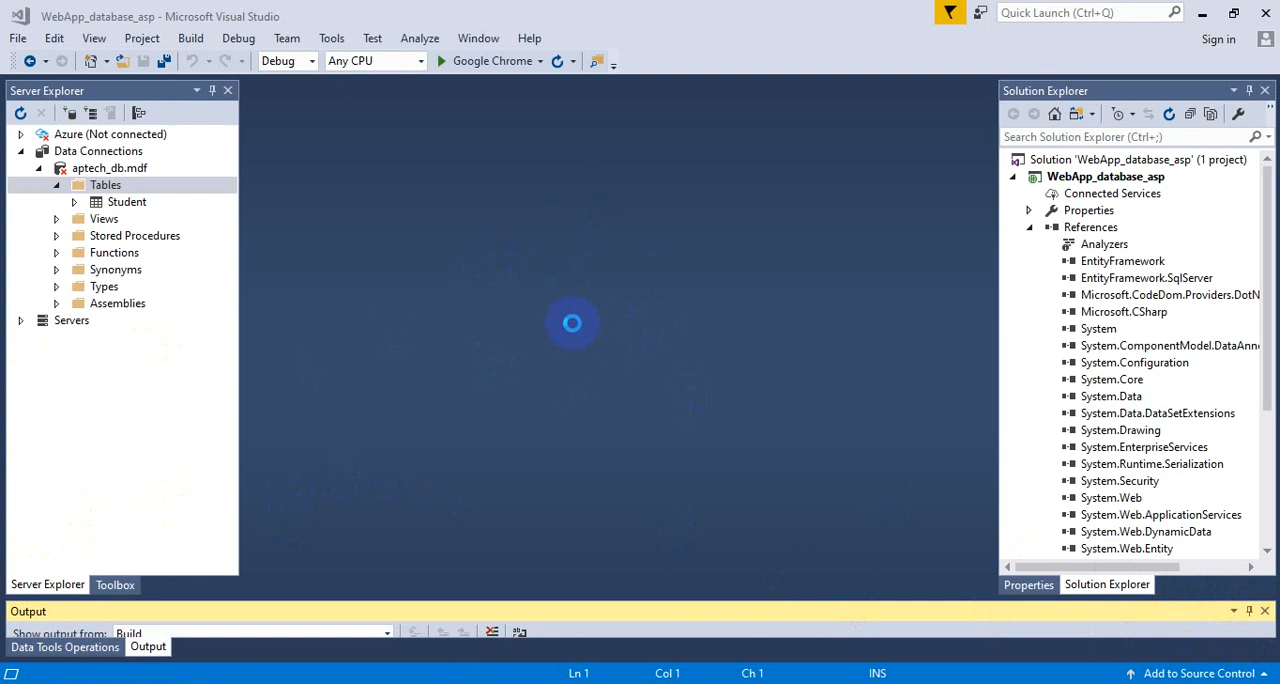 WebApp_database_asp - Microsoft Visual Studio
Quick Launch (Ctrl+Q)
File Edit View Project Build Debug Team Tools Test Analyze Window Help
Sign in
Debug Any CPU Google Chrome
Server Explorer
Azure (Not connected)
Data Connections
aptech_db.mdf
Tables
Student
Views
Stored Procedures
Functions
Synonyms
Types
Assemblies
Servers
Server Explorer Toolbox
Solution Explorer
Search Solution Explorer (Ctrl+;)
Solution 'WebApp_database_asp' (1 project)
WebApp_database_asp
Connected Services
Properties
References
Analyzers
EntityFramework
EntityFramework.SqlServer
Microsoft.CodeDom.Providers.DotN
Microsoft.CSharp
System
System.ComponentModel.DataAnno
System.Configuration
System.Core
System.Data
System.Data.DataSetExtensions
System.Drawing
System.EnterpriseServices
System.Runtime.Serialization
System.Security
System.Web
System.Web.ApplicationServices
System.Web.DynamicData
System.Web.Entity
Properties Solution Explorer
Output
Show output from: Build
Data Tools Operations Output
Ln 1 Col 1 Ch 1 INS Add to Source Control